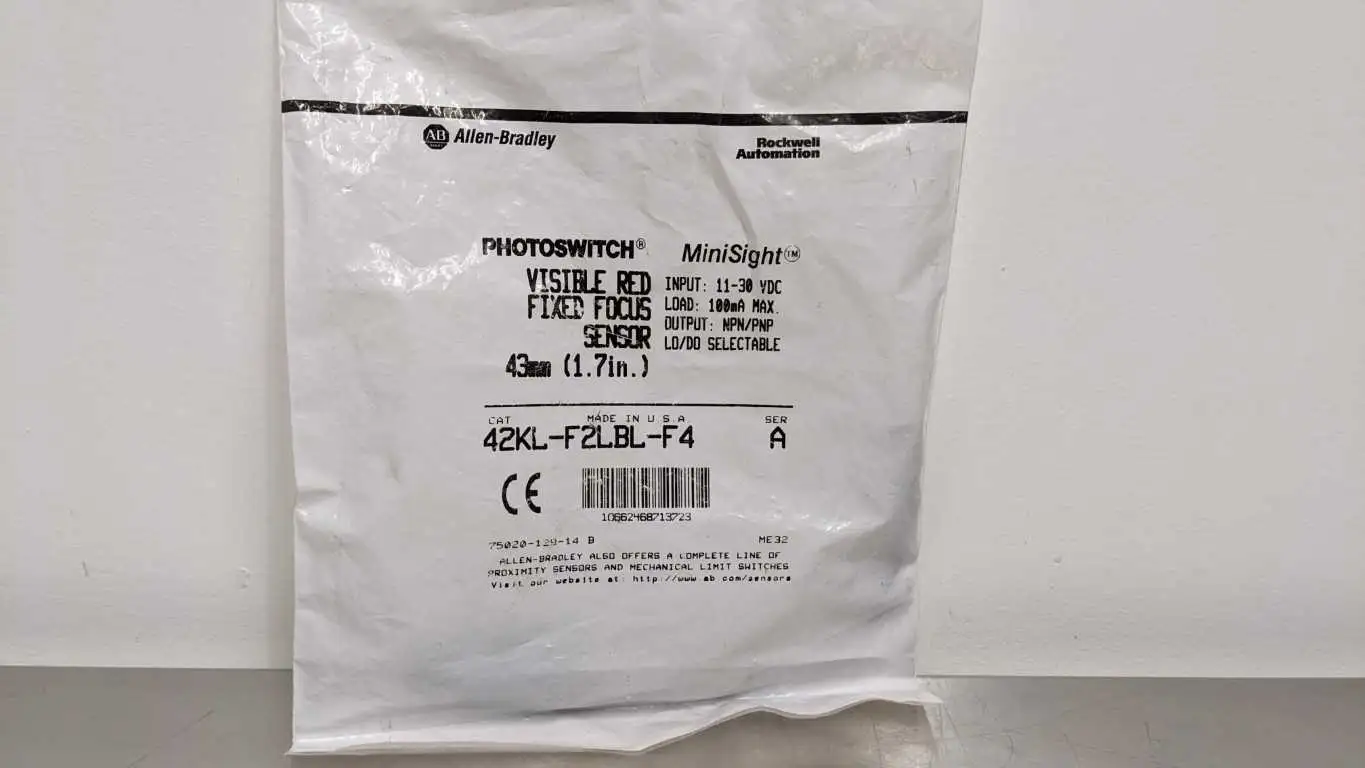 AB Allen-Bradley
Rockwell
Automation
PHOTOSWITCH® MiniSight™
VISIBLE RED
FIXED FOCUS
SENSOR
43mm (1.7in.)
INPUT: 11-30 VDC
LOAD: 100mA MAX.
OUTPUT: NPN/PNP
LO/DO SELECTABLE
CAT MADE IN U.S.A. SER
42KL-F2LBL-F4 A
CE
10662468713723
75020-129-14 B ME32
ALLEN-BRADLEY ALSO OFFERS A COMPLETE LINE OF
PROXIMITY SENSORS AND MECHANICAL LIMIT SWITCHES
Visit our website at: http://www.ab.com/sensors